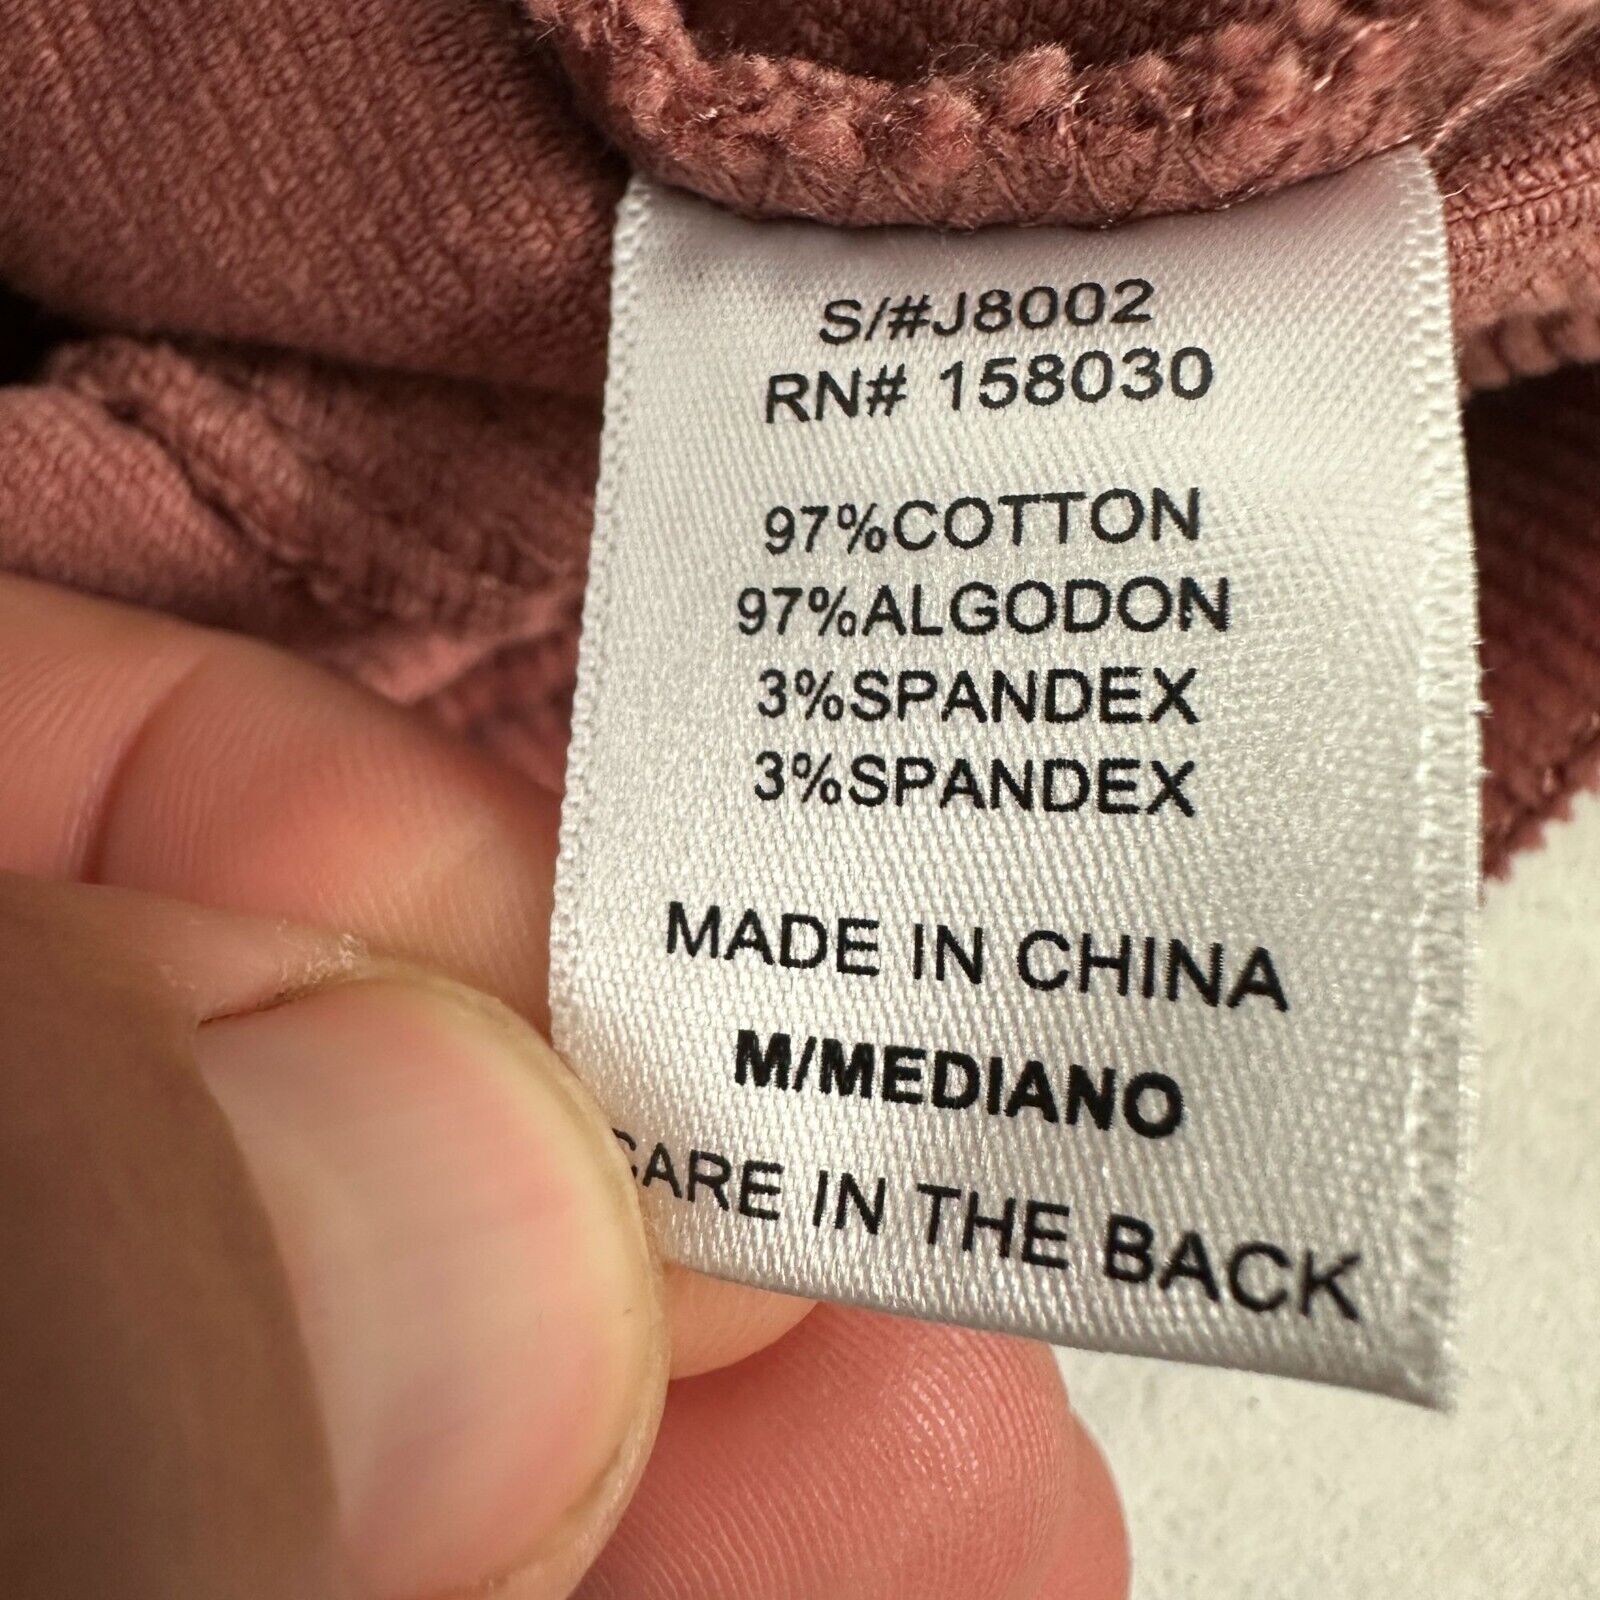 S/#J8002
RN# 158030
97%COTTON
97%ALGODON
3%SPANDEX
3%SPANDEX
MADE IN CHINA
M/MEDIANO
CARE IN THE BACK